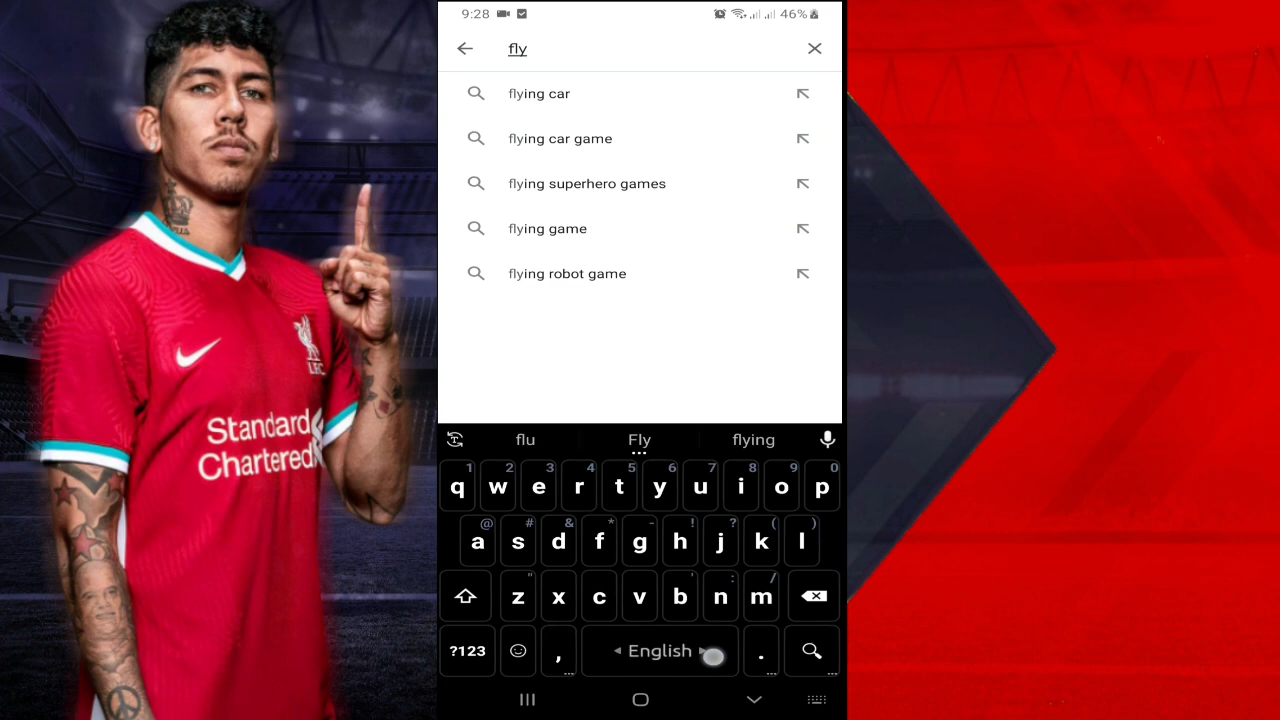 9:28
46%
fly
flying car
flying car game
flying superhero games
flying game
flying robot game
flu Fly flying
1 2 3 4 5 6 7 8 9 0
q w e r t y u i o p
@ # & * - ! ? ( )
a s d f g h j k l
" ' : /
z x c v b n m
?123 , English .
L.F.C.
Standard
Chartered